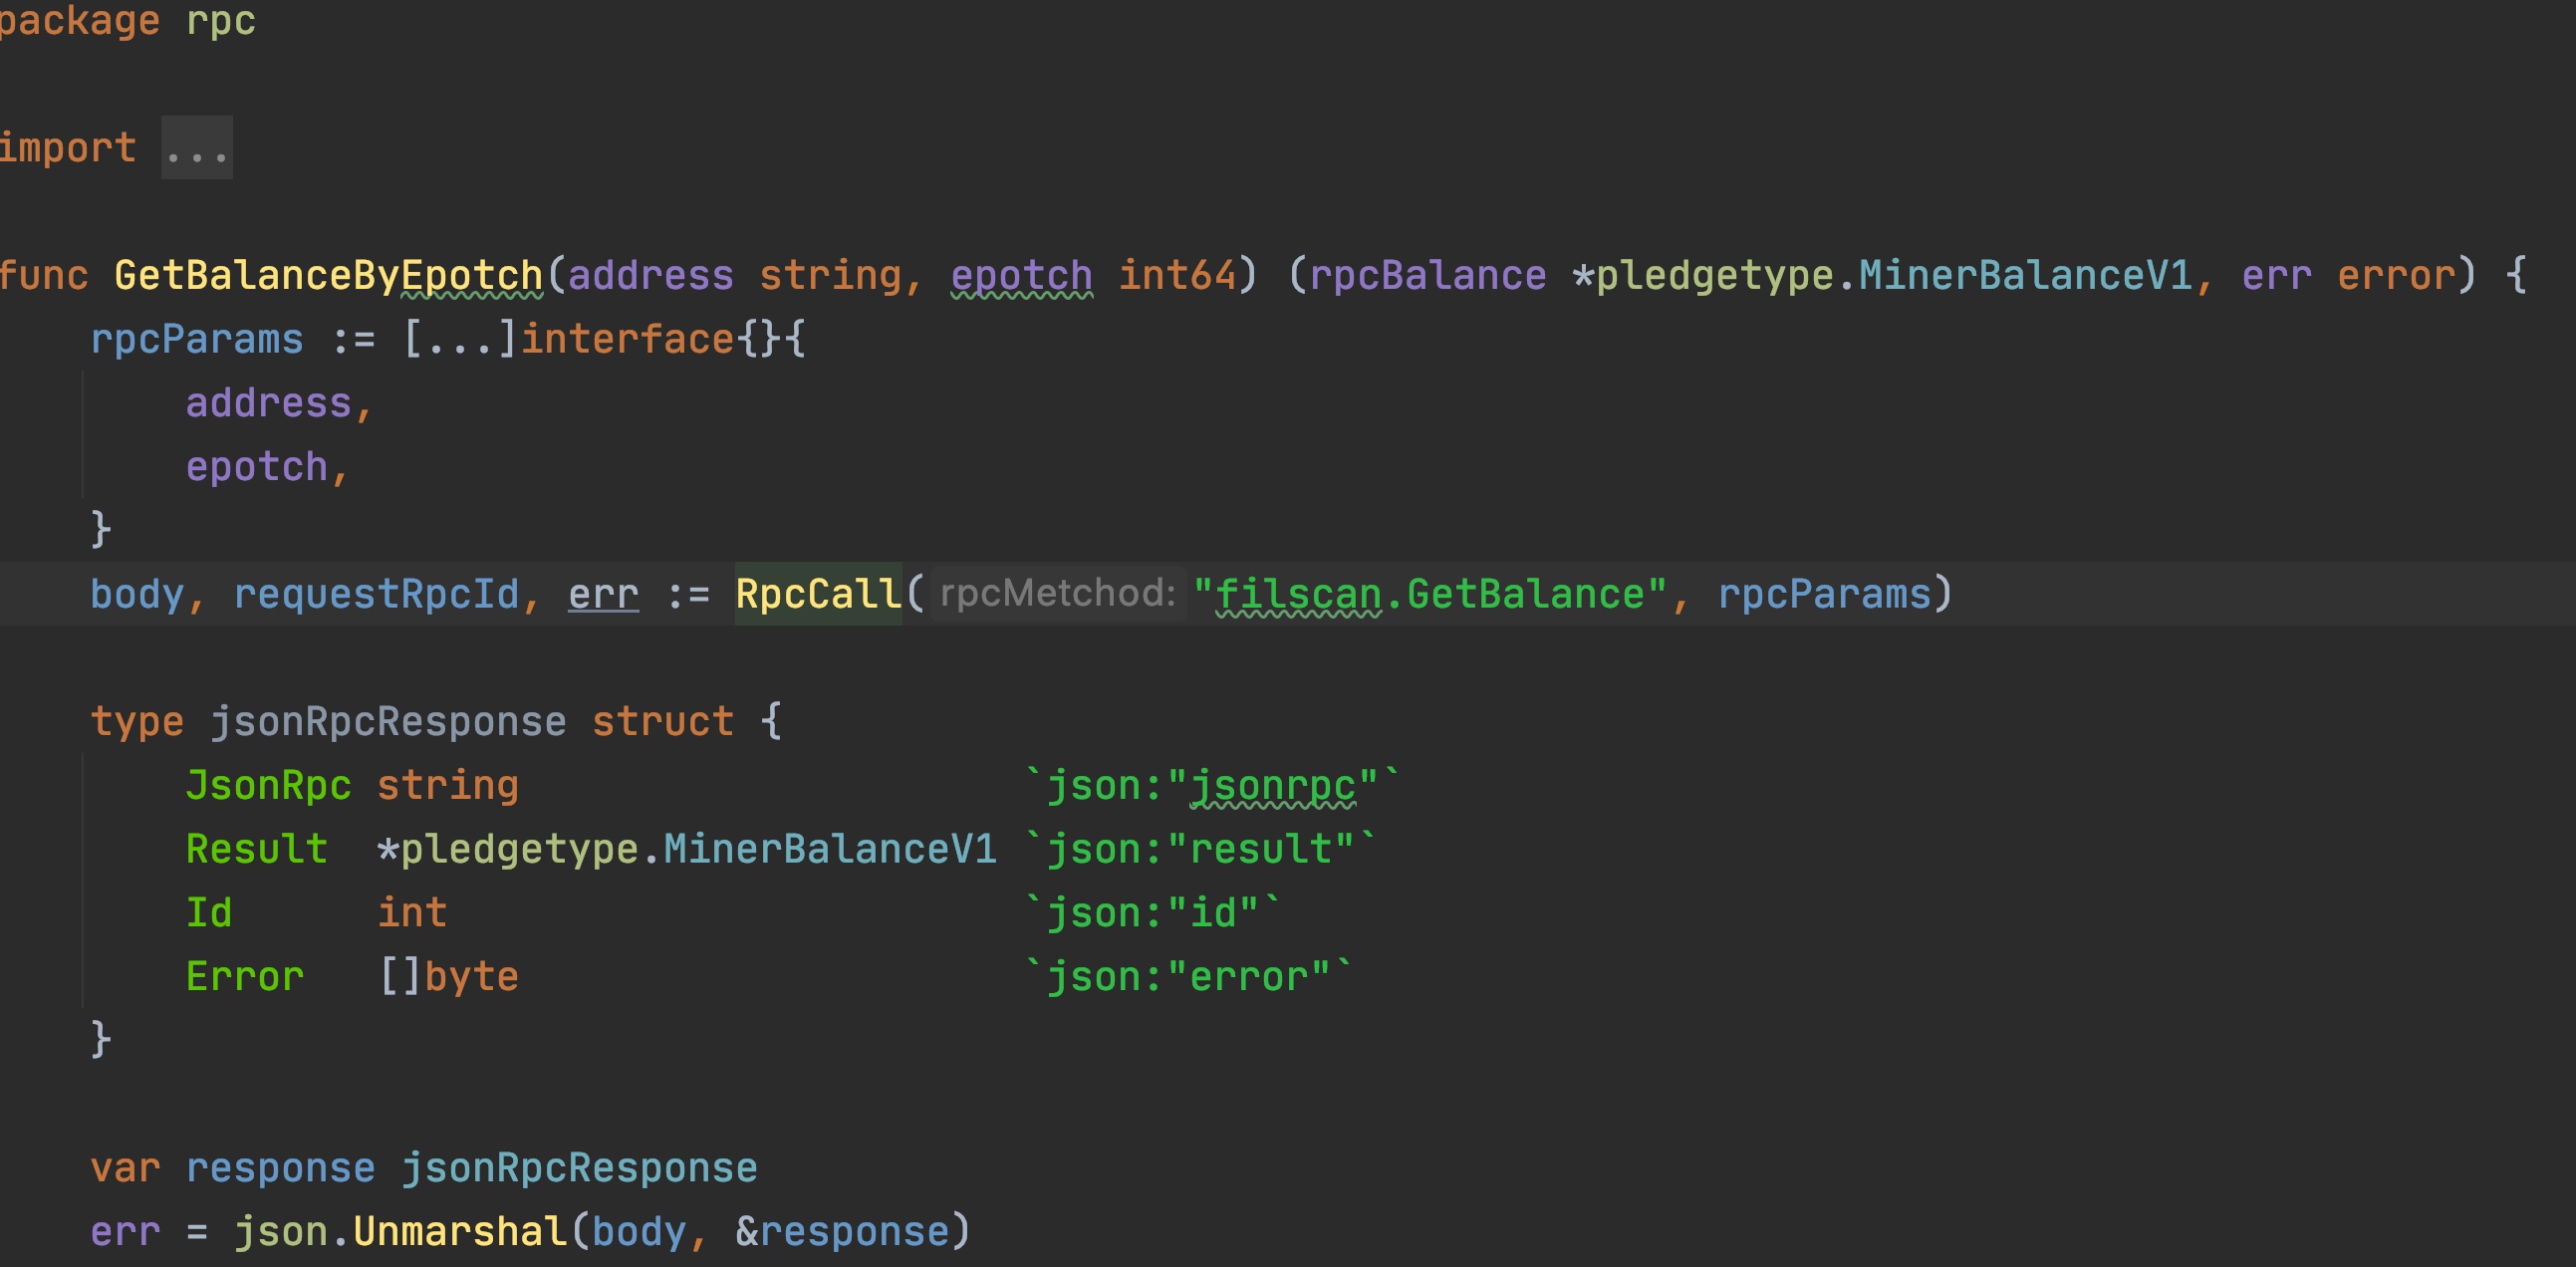 package rpc
import ...
func GetBalanceByEpotch(address string, epotch int64) (rpcBalance *pledgetype.MinerBalanceV1, err error) {
rpcParams := [...]interface{}{
address,
epotch,
}
body, requestRpcId, err := RpcCall( rpcMetchod: "filscan.GetBalance", rpcParams)
type jsonRpcResponse struct {
JsonRpc string `json:"jsonrpc"`
Result *pledgetype.MinerBalanceV1 `json:"result"`
Id int `json:"id"`
Error []byte `json:"error"`
}
var response jsonRpcResponse
err = json.Unmarshal(body, &response)